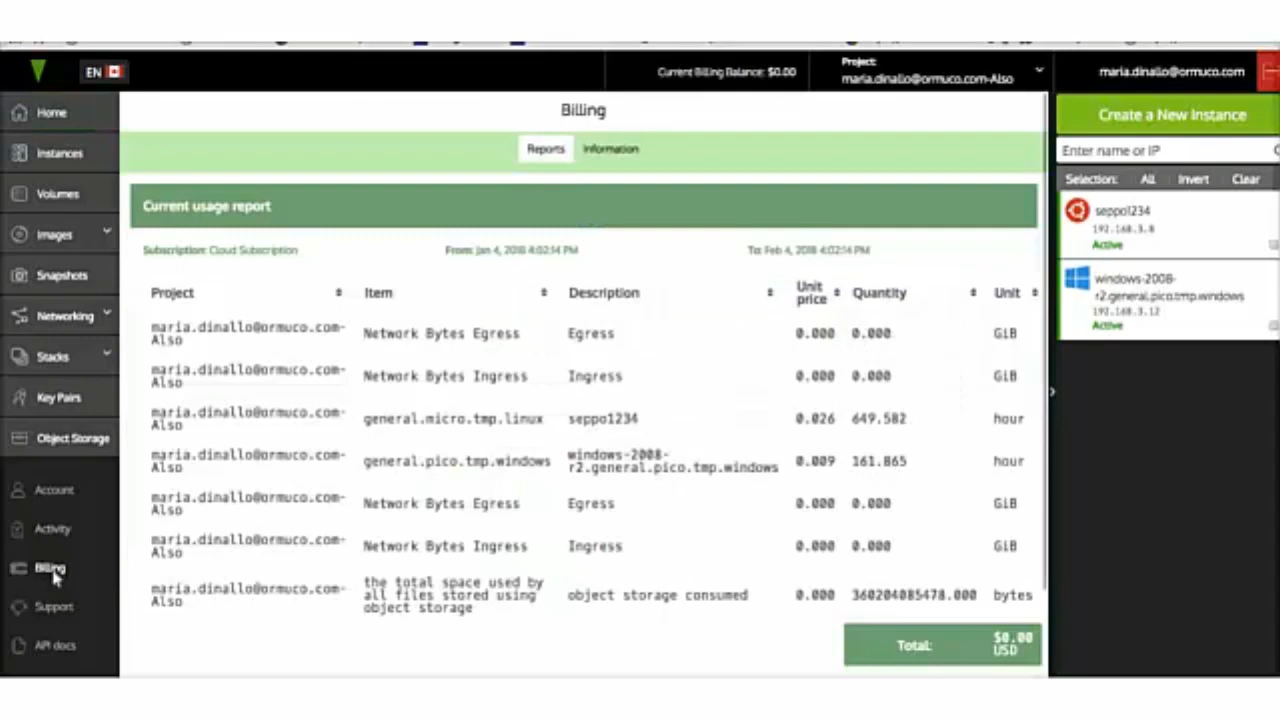 EN
Current Billing Balance: $0.00
Project:
maria.dinallo@ormuco.com-Also
maria.dinallo@ormuco.com
Home
Instances
Volumes
Images
Snapshots
Networking
Stacks
Key Pairs
Object Storage
Account
Activity
Billing
Support
API docs
Billing
Reports Information
Current usage report
Subscription: Cloud Subscription From: Jan 4, 2018 4:02:14 PM To: Feb 4, 2018 4:02:14 PM
Project Item Description Unit price Quantity Unit
maria.dinallo@ormuco.com-
Also
Network Bytes Egress Egress 0.000 0.000 GiB
maria.dinallo@ormuco.com-
Also
Network Bytes Ingress Ingress 0.000 0.000 GiB
maria.dinallo@ormuco.com-
Also
general.micro.tmp.linux seppo1234 0.026 649.582 hour
maria.dinallo@ormuco.com-
Also
general.pico.tmp.windows
windows-2008-
r2.general.pico.tmp.windows
0.009 161.865 hour
maria.dinallo@ormuco.com-
Also
Network Bytes Egress Egress 0.000 0.000 GiB
maria.dinallo@ormuco.com-
Also
Network Bytes Ingress Ingress 0.000 0.000 GiB
maria.dinallo@ormuco.com-
Also
the total space used by
all files stored using
object storage
object storage consumed 0.000 360204085478.000 bytes
Total: $0.00
USD
Create a New Instance
Enter name or IP
Selection: All Invert Clear
seppo1234
192.168.3.8
Active
windows-2008-
r2.general.pico.tmp.windows
192.168.3.12
Active